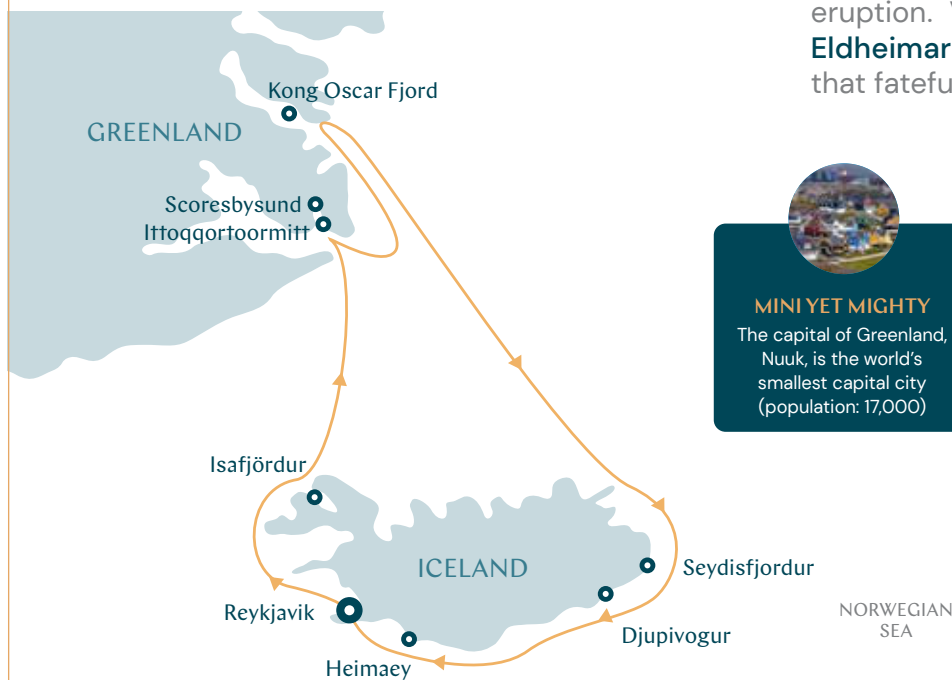 eruption.
Eldheimar
that fateful
Kong Oscar Fjord
GREENLAND
Scoresbysund
Ittoqqortoormitt
MINI YET MIGHTY
The capital of Greenland,
Nuuk, is the world's
smallest capital city
(population: 17,000)
Isafjördur
ICELAND
Seydisfjordur
Reykjavik
Djupivogur
NORWEGIAN
SEA
Heimaey